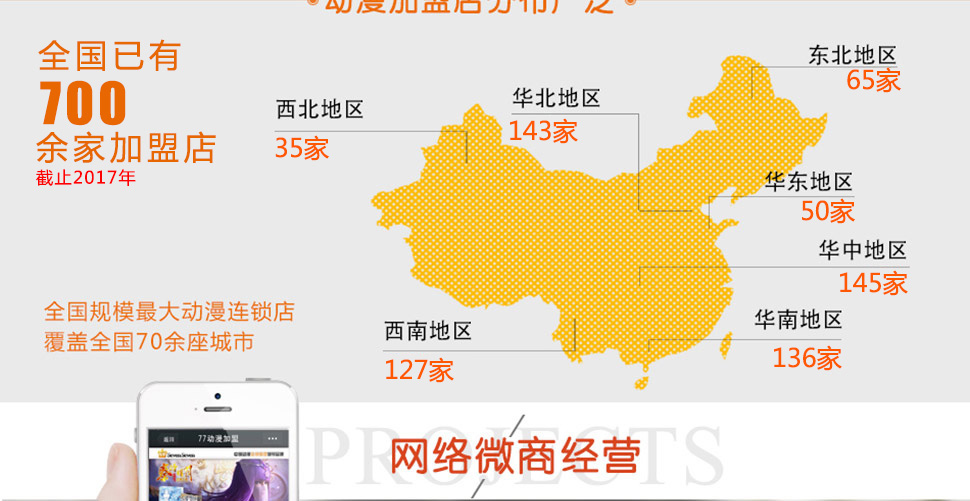 动漫加盟店分布广泛
全国已有
700
余家加盟店
截止2017年
东北地区
65家
华北地区
143家
西北地区
35家
华东地区
50家
华中地区
145家
华南地区
136家
西南地区
127家
全国规模最大动漫连锁店
覆盖全国70余座城市
返回
77动漫加盟
PROJECTS
网络微商经营